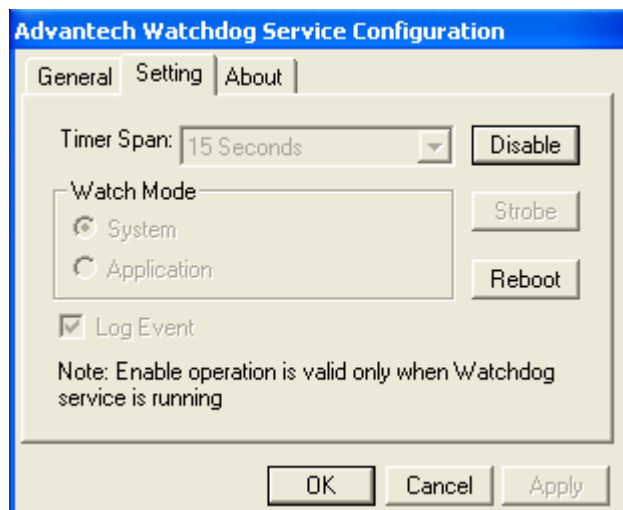 Advantech Watchdog Service Configuration
General Setting About
Timer Span: 15 Seconds Disable
Watch Mode
System Strobe
Application Reboot
Log Event
Note: Enable operation is valid only when Watchdog
service is running
OK Cancel Apply